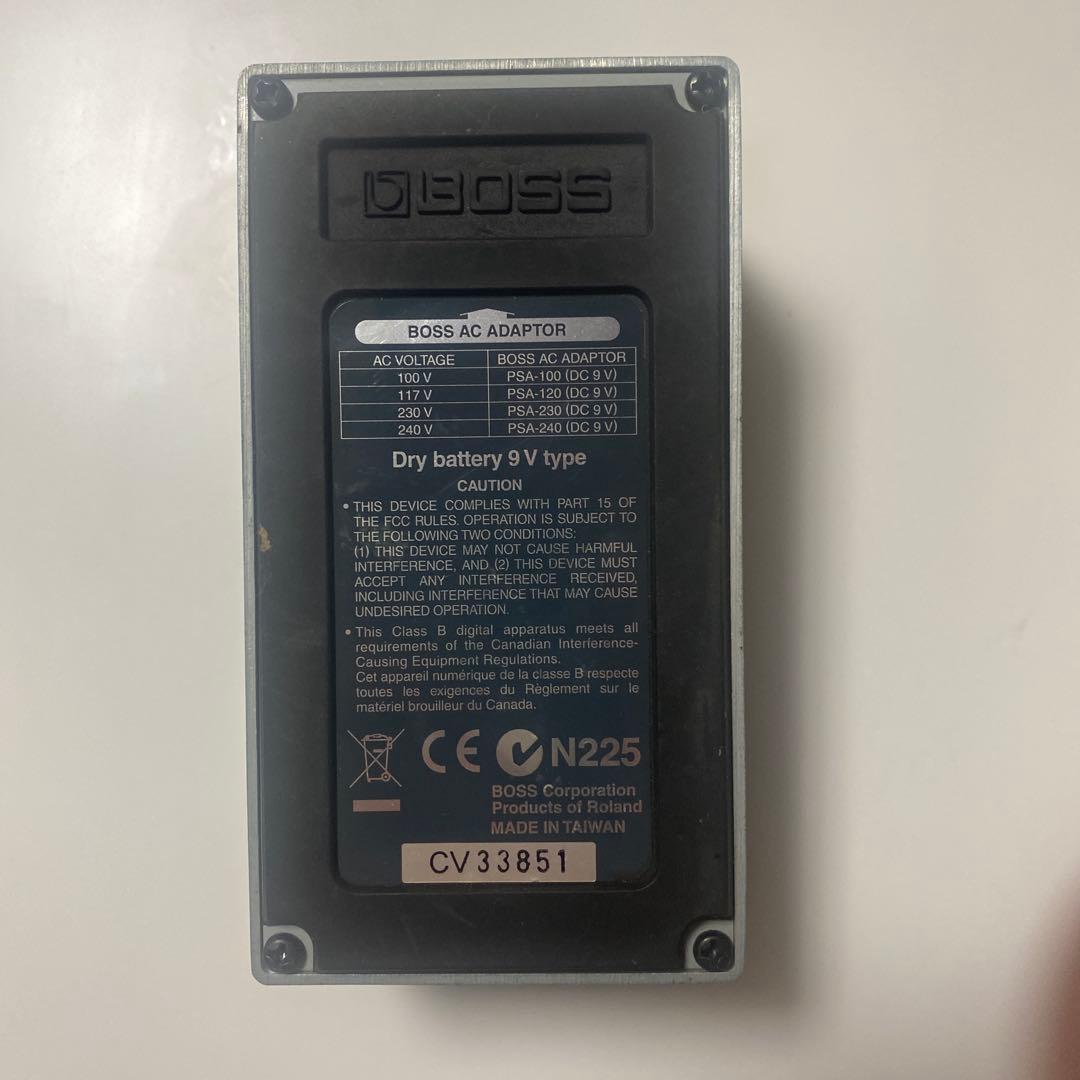 BOSS
BOSS AC ADAPTOR
AC VOLTAGE BOSS AC ADAPTOR
100 V PSA-100 (DC 9 V)
117 V PSA-120 (DC 9 V)
230 V PSA-230 (DC 9 V)
240 V PSA-240 (DC 9 V)
Dry battery 9 V type
CAUTION
• THIS DEVICE COMPLIES WITH PART 15 OF
THE FCC RULES. OPERATION IS SUBJECT TO
THE FOLLOWING TWO CONDITIONS:
(1) THIS DEVICE MAY NOT CAUSE HARMFUL
INTERFERENCE, AND (2) THIS DEVICE MUST
ACCEPT ANY INTERFERENCE RECEIVED,
INCLUDING INTERFERENCE THAT MAY CAUSE
UNDESIRED OPERATION.
• This Class B digital apparatus meets all
requirements of the Canadian Interference-
Causing Equipment Regulations.
Cet appareil numérique de la classe B respecte
toutes les exigences du Règlement sur le
matériel brouilleur du Canada.
CE N225
BOSS Corporation
Products of Roland
MADE IN TAIWAN
CV33851